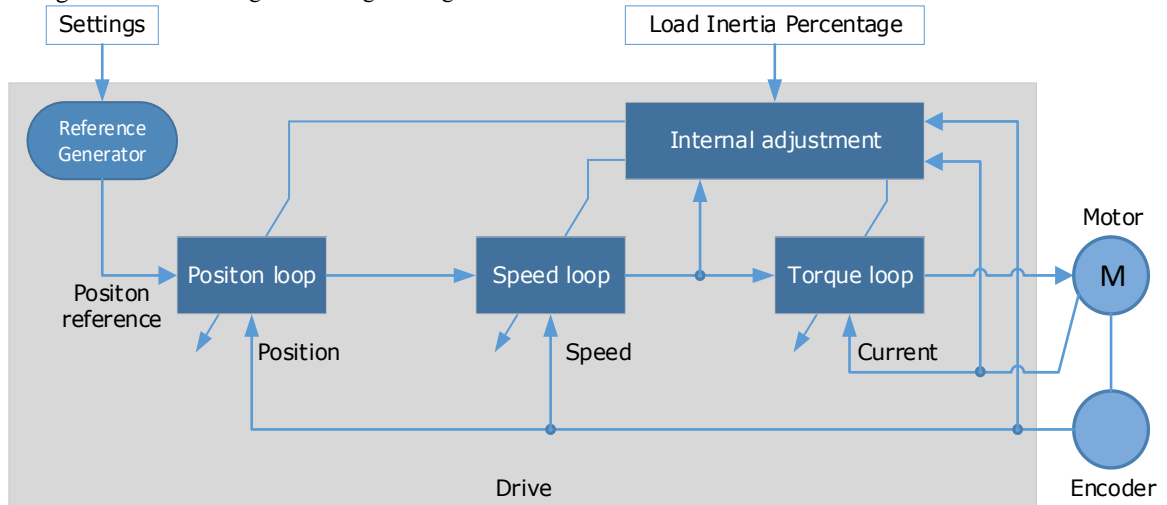 Settings
Load Inertia Percentage
Reference
Generator
Internal adjustment
Motor
Positon loop
Speed loop
Torque loop
M
Positon
reference
Position
Speed
Current
Drive
Encoder